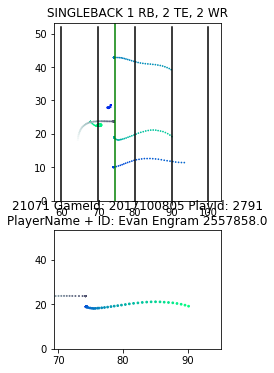 SINGLEBACK 1 RB, 2 TE, 2 WR
50
40
30
20
10
0
60 70 80 90 100
21071 GameId: 2017100805 PlayId: 2791
PlayerName + ID: Evan Engram 2557858.0
40
20
0
70 80 90